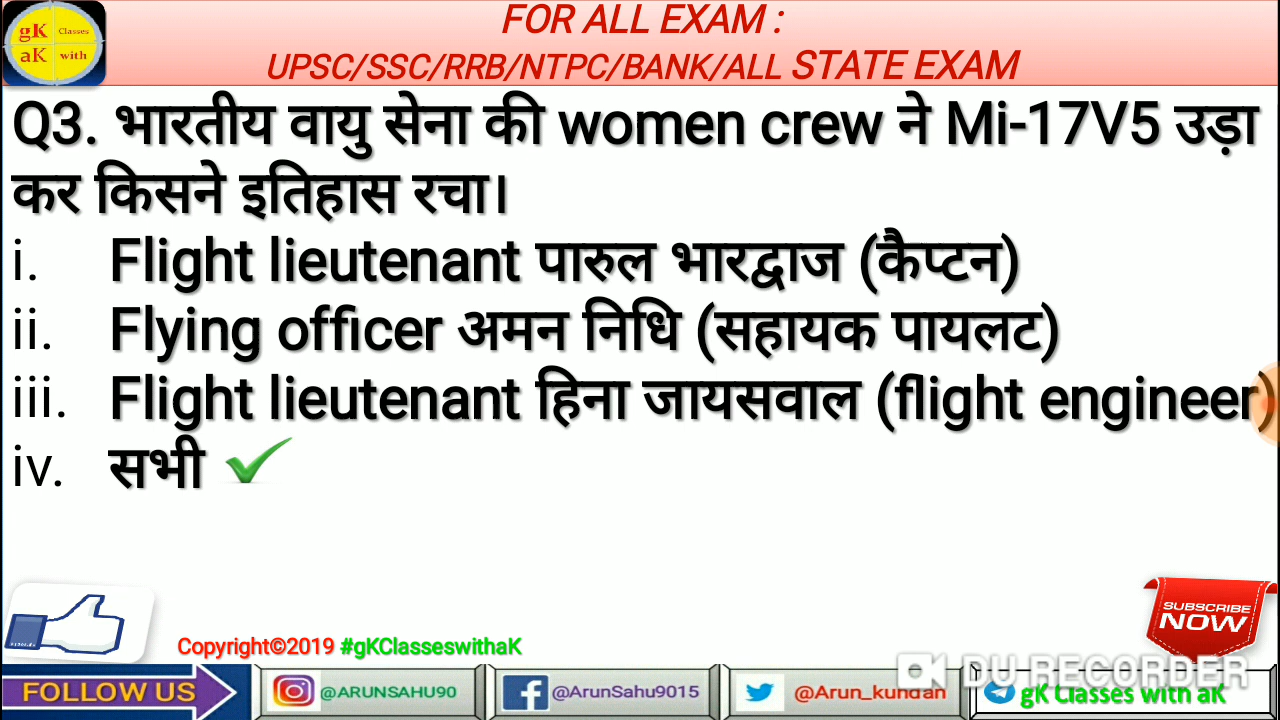 gK Classes
aK with
FOR ALL EXAM :
UPSC/SSC/RRB/NTPC/BANK/ALL STATE EXAM
Q3. भारतीय वायु सेना की women crew ने Mi-17V5 उड़ा
कर किसने इतिहास रचा।
i. Flight lieutenant पारुल भारद्वाज (कैप्टन)
ii. Flying officer अमन निधि (सहायक पायलट)
iii. Flight lieutenant हिना जायसवाल (flight engineer)
iv. सभी
SUBSCRIBE
NOW
Copyright©2019 #gKClasseswithaK
DU RECORDER
FOLLOW US @ARUNSAHU90 @ArunSahu9015 @Arun_kundan gK Classes with aK